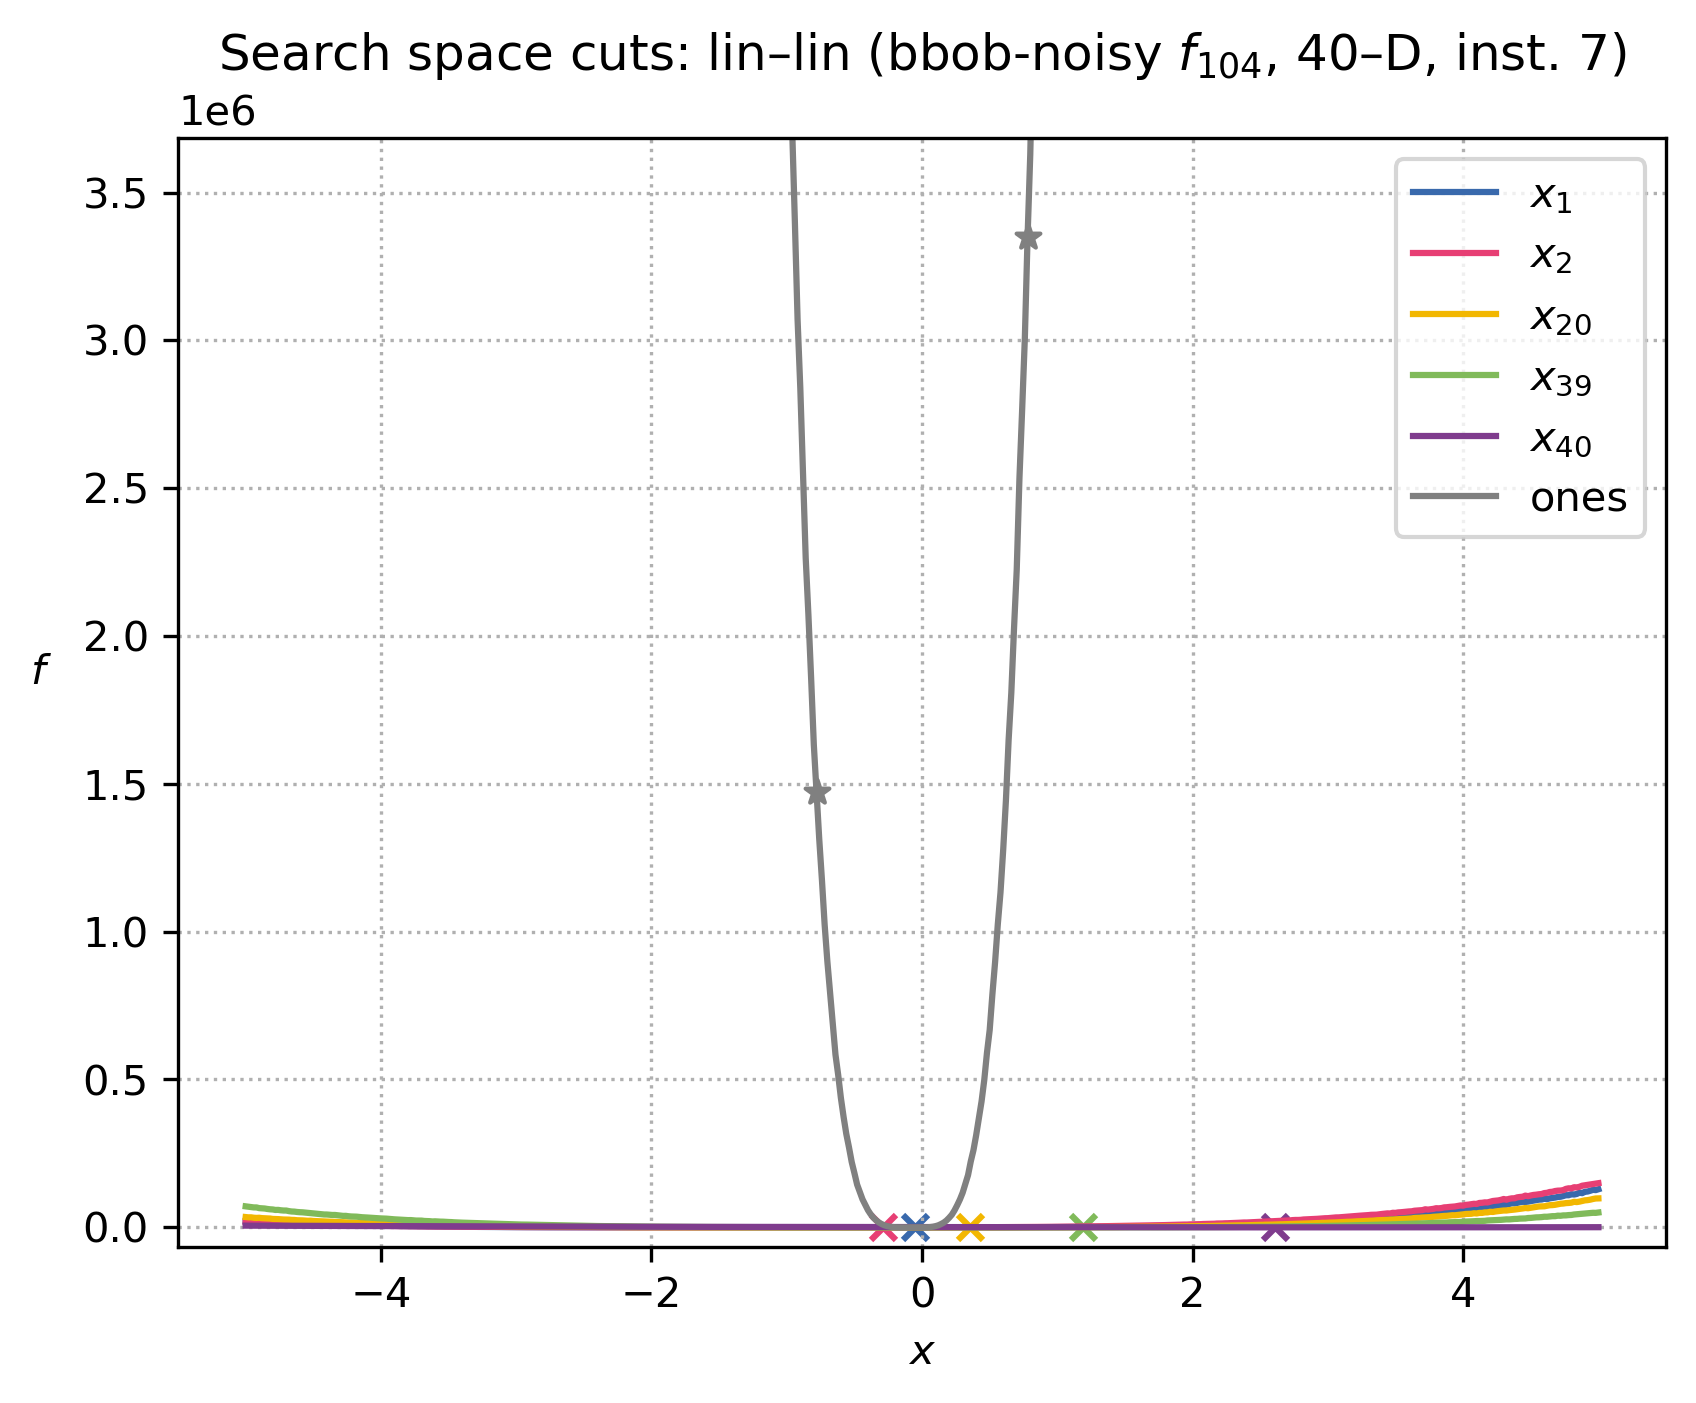 Search space cuts: lin–lin (bbob-noisy f₁₀₄, 40–D, inst. 7)
1e6
3.5
3.0
2.5
2.0
1.5
1.0
0.5
0.0
f
−4
−2
0
2
4
x
x₁
x₂
x₂₀
x₃₉
x₄₀
ones